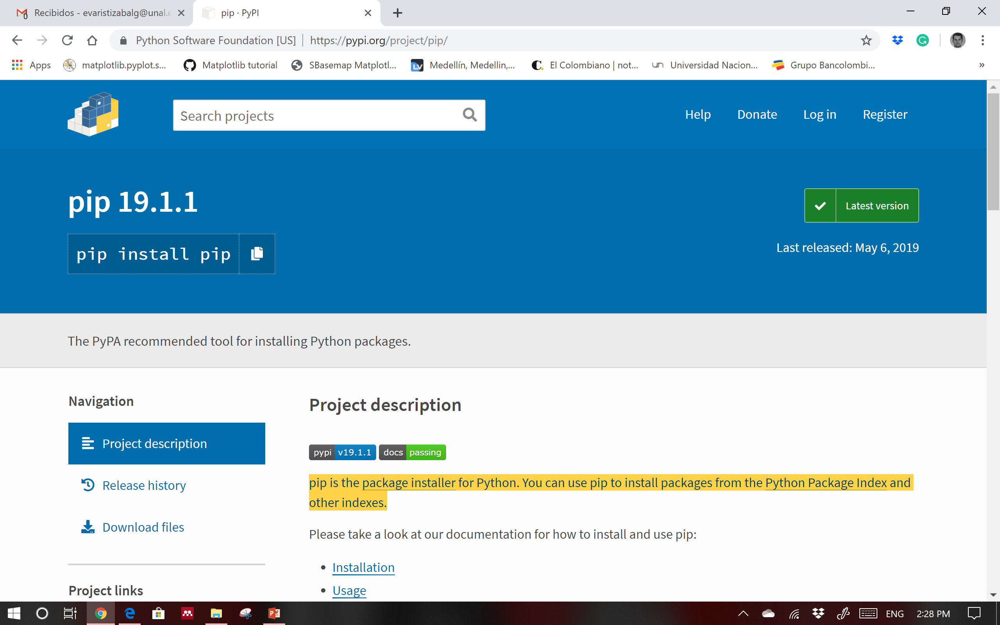 Recibidos - evaristizabalg@unal.e
pip · PyPI
Python Software Foundation [US] | https://pypi.org/project/pip/
Apps
matplotlib.pyplot.s...
Matplotlib tutorial
SBasemap Matplotl...
Medellín, Medellin,...
El Colombiano | not...
Universidad Nacion...
Grupo Bancolombi...
»
Search projects
Help
Donate
Log in
Register
pip 19.1.1
Latest version
pip install pip
Last released: May 6, 2019
The PyPA recommended tool for installing Python packages.
Navigation
Project description
Release history
Download files
Project links
Project description
pypi v19.1.1 docs passing
pip is the package installer for Python. You can use pip to install packages from the Python Package Index and
other indexes.
Please take a look at our documentation for how to install and use pip:
• Installation
• Usage
ENG
2:28 PM